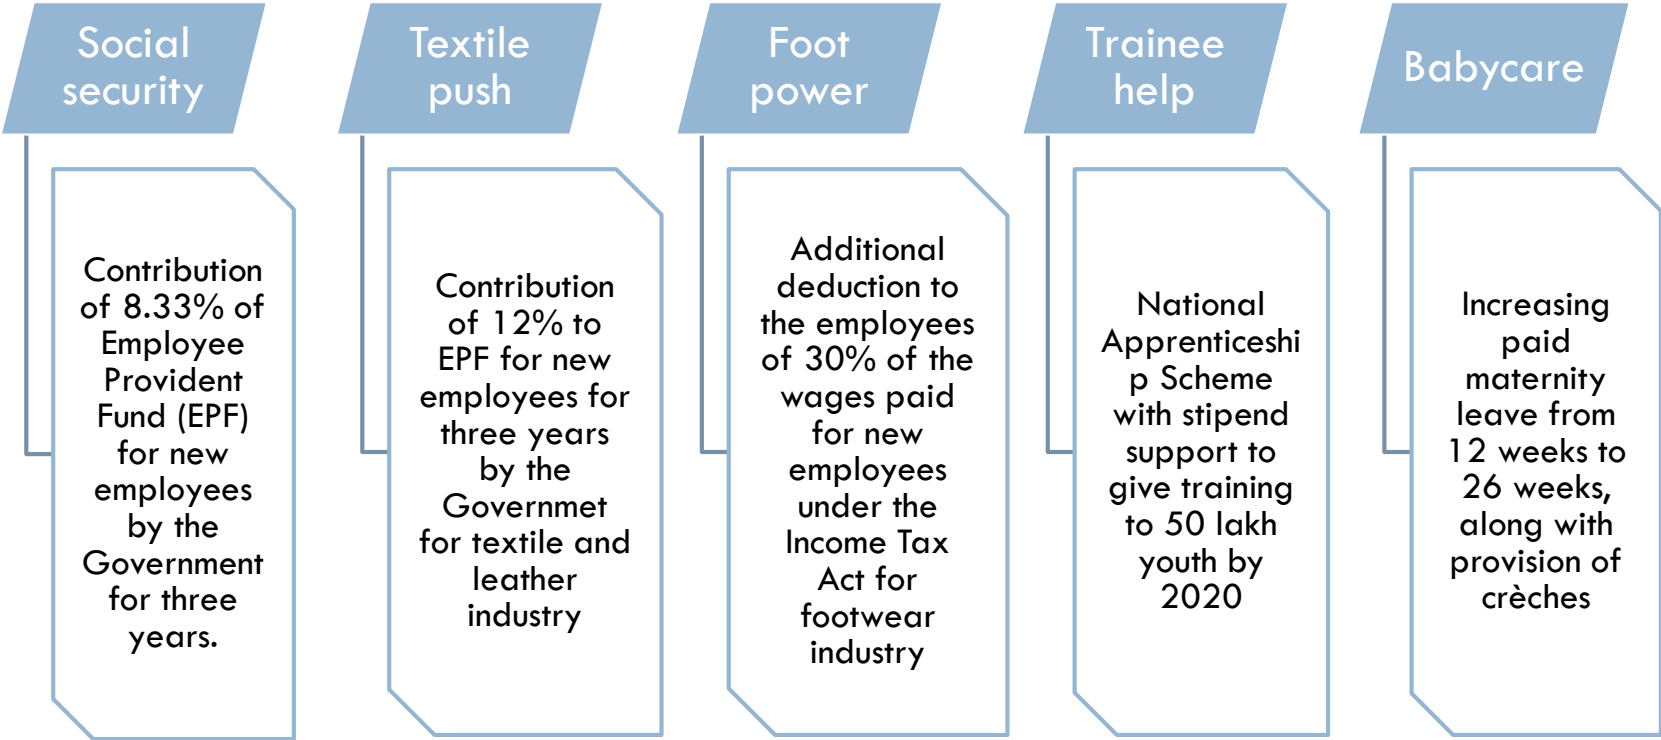 Social
security
Contribution
of 8.33% of
Employee
Provident
Fund (EPF)
for new
employees
by the
Government
for three
years.
Textile
push
Contribution
of 12% to
EPF for new
employees for
three years
by the
Governmet
for textile and
leather
industry
Foot
power
Additional
deduction to
the employees
of 30% of the
wages paid
for new
employees
under the
Income Tax
Act for
footwear
industry
Trainee
help
National
Apprenticeshi
p Scheme
with stipend
support to
give training
to 50 lakh
youth by
2020
Babycare
Increasing
paid
maternity
leave from
12 weeks to
26 weeks,
along with
provision of
crèches